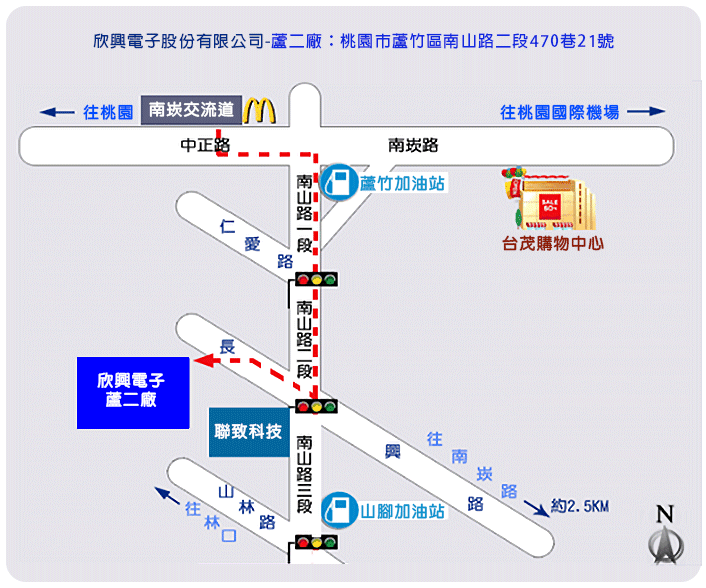 欣興電子股份有限公司-蘆二廠：桃園市蘆竹區南山路二段470巷21號
往桃園
南崁交流道
往桃園國際機場
中正路
南崁路
蘆竹加油站
南山路一段
SALE
50%
台茂購物中心
仁愛路
南山路二段
長
欣興電子
蘆二廠
聯致科技
興
路
往南崁路
約2.5KM
南山路三段
山林路
往林口
山腳加油站
N